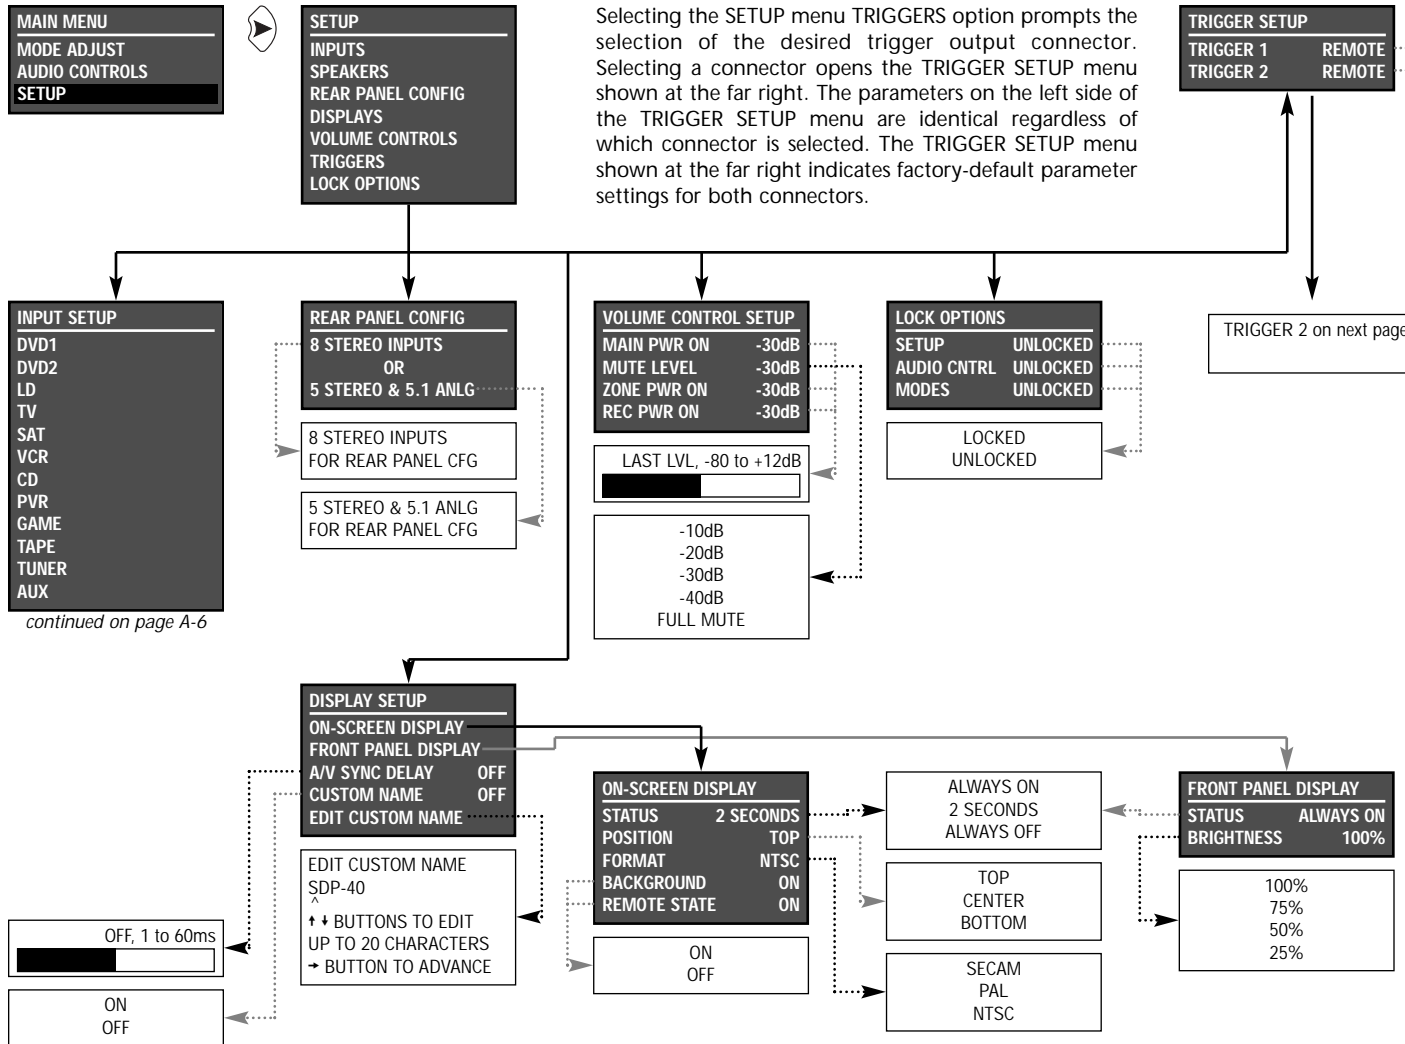 MAIN MENU
MODE ADJUST
AUDIO CONTROLS
SETUP
SETUP
INPUTS
SPEAKERS
REAR PANEL CONFIG
DISPLAYS
VOLUME CONTROLS
TRIGGERS
LOCK OPTIONS
Selecting the SETUP menu TRIGGERS option prompts the
selection of the desired trigger output connector.
Selecting a connector opens the TRIGGER SETUP menu
shown at the far right. The parameters on the left side of
the TRIGGER SETUP menu are identical regardless of
which connector is selected. The TRIGGER SETUP menu
shown at the far right indicates factory-default parameter
settings for both connectors.
TRIGGER SETUP
TRIGGER 1 REMOTE
TRIGGER 2 REMOTE
TRIGGER 2 on next page
INPUT SETUP
DVD1
DVD2
LD
TV
SAT
VCR
CD
PVR
GAME
TAPE
TUNER
AUX
continued on page A-6
REAR PANEL CONFIG
8 STEREO INPUTS
OR
5 STEREO & 5.1 ANLG
8 STEREO INPUTS
FOR REAR PANEL CFG
5 STEREO & 5.1 ANLG
FOR REAR PANEL CFG
VOLUME CONTROL SETUP
MAIN PWR ON -30dB
MUTE LEVEL -30dB
ZONE PWR ON -30dB
REC PWR ON -30dB
LAST LVL, -80 to +12dB
-10dB
-20dB
-30dB
-40dB
FULL MUTE
LOCK OPTIONS
SETUP UNLOCKED
AUDIO CNTRL UNLOCKED
MODES UNLOCKED
LOCKED
UNLOCKED
DISPLAY SETUP
ON-SCREEN DISPLAY
FRONT PANEL DISPLAY
A/V SYNC DELAY OFF
CUSTOM NAME OFF
EDIT CUSTOM NAME
EDIT CUSTOM NAME
SDP-40
^
↑ ↓ BUTTONS TO EDIT
UP TO 20 CHARACTERS
→ BUTTON TO ADVANCE
OFF, 1 to 60ms
ON
OFF
ON-SCREEN DISPLAY
STATUS 2 SECONDS
POSITION TOP
FORMAT NTSC
BACKGROUND ON
REMOTE STATE ON
ON
OFF
ALWAYS ON
2 SECONDS
ALWAYS OFF
TOP
CENTER
BOTTOM
SECAM
PAL
NTSC
FRONT PANEL DISPLAY
STATUS ALWAYS ON
BRIGHTNESS 100%
100%
75%
50%
25%